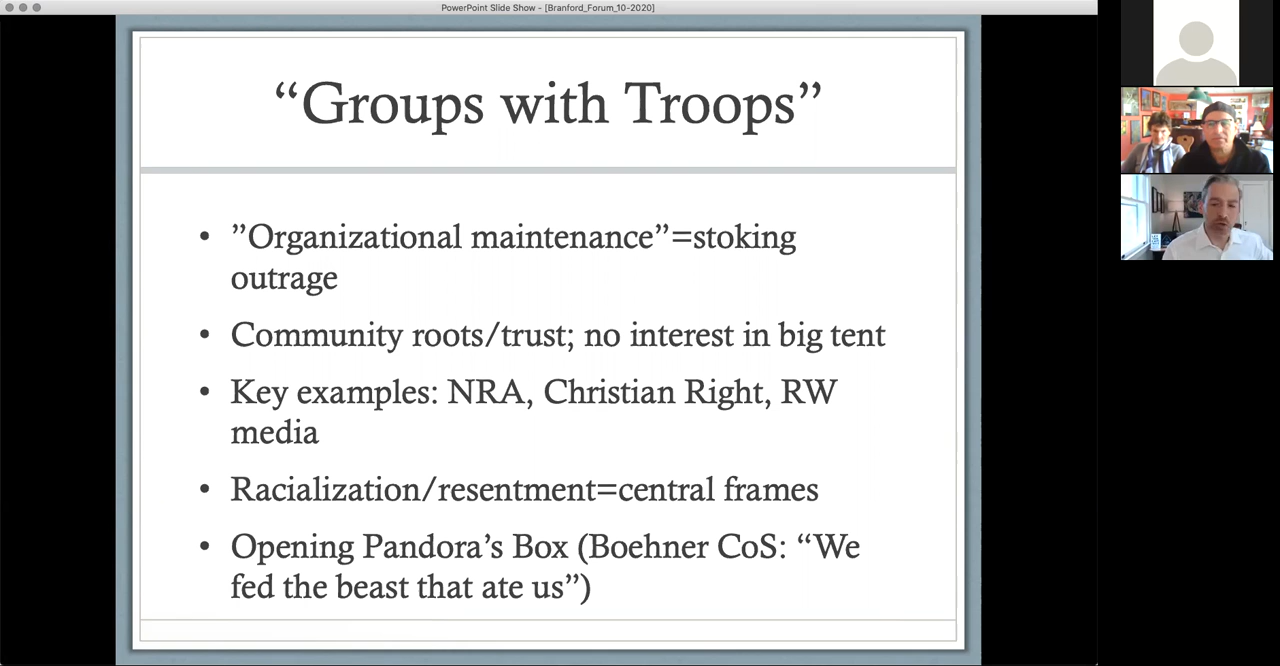 PowerPoint Slide Show - [Branford_Forum_10-2020]
“Groups with Troops”
• ”Organizational maintenance”=stoking
outrage
• Community roots/trust; no interest in big tent
• Key examples: NRA, Christian Right, RW
media
• Racialization/resentment=central frames
• Opening Pandora’s Box (Boehner CoS: “We
fed the beast that ate us”)